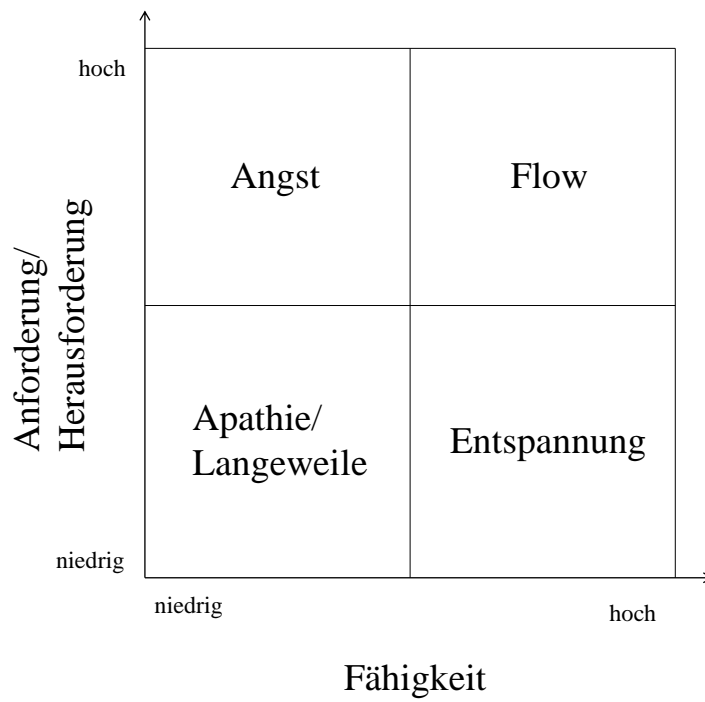 hoch
Angst
Flow
Anforderung/
Herausforderung
Apathie/
Langeweile
Entspannung
niedrig
niedrig
hoch
Fähigkeit